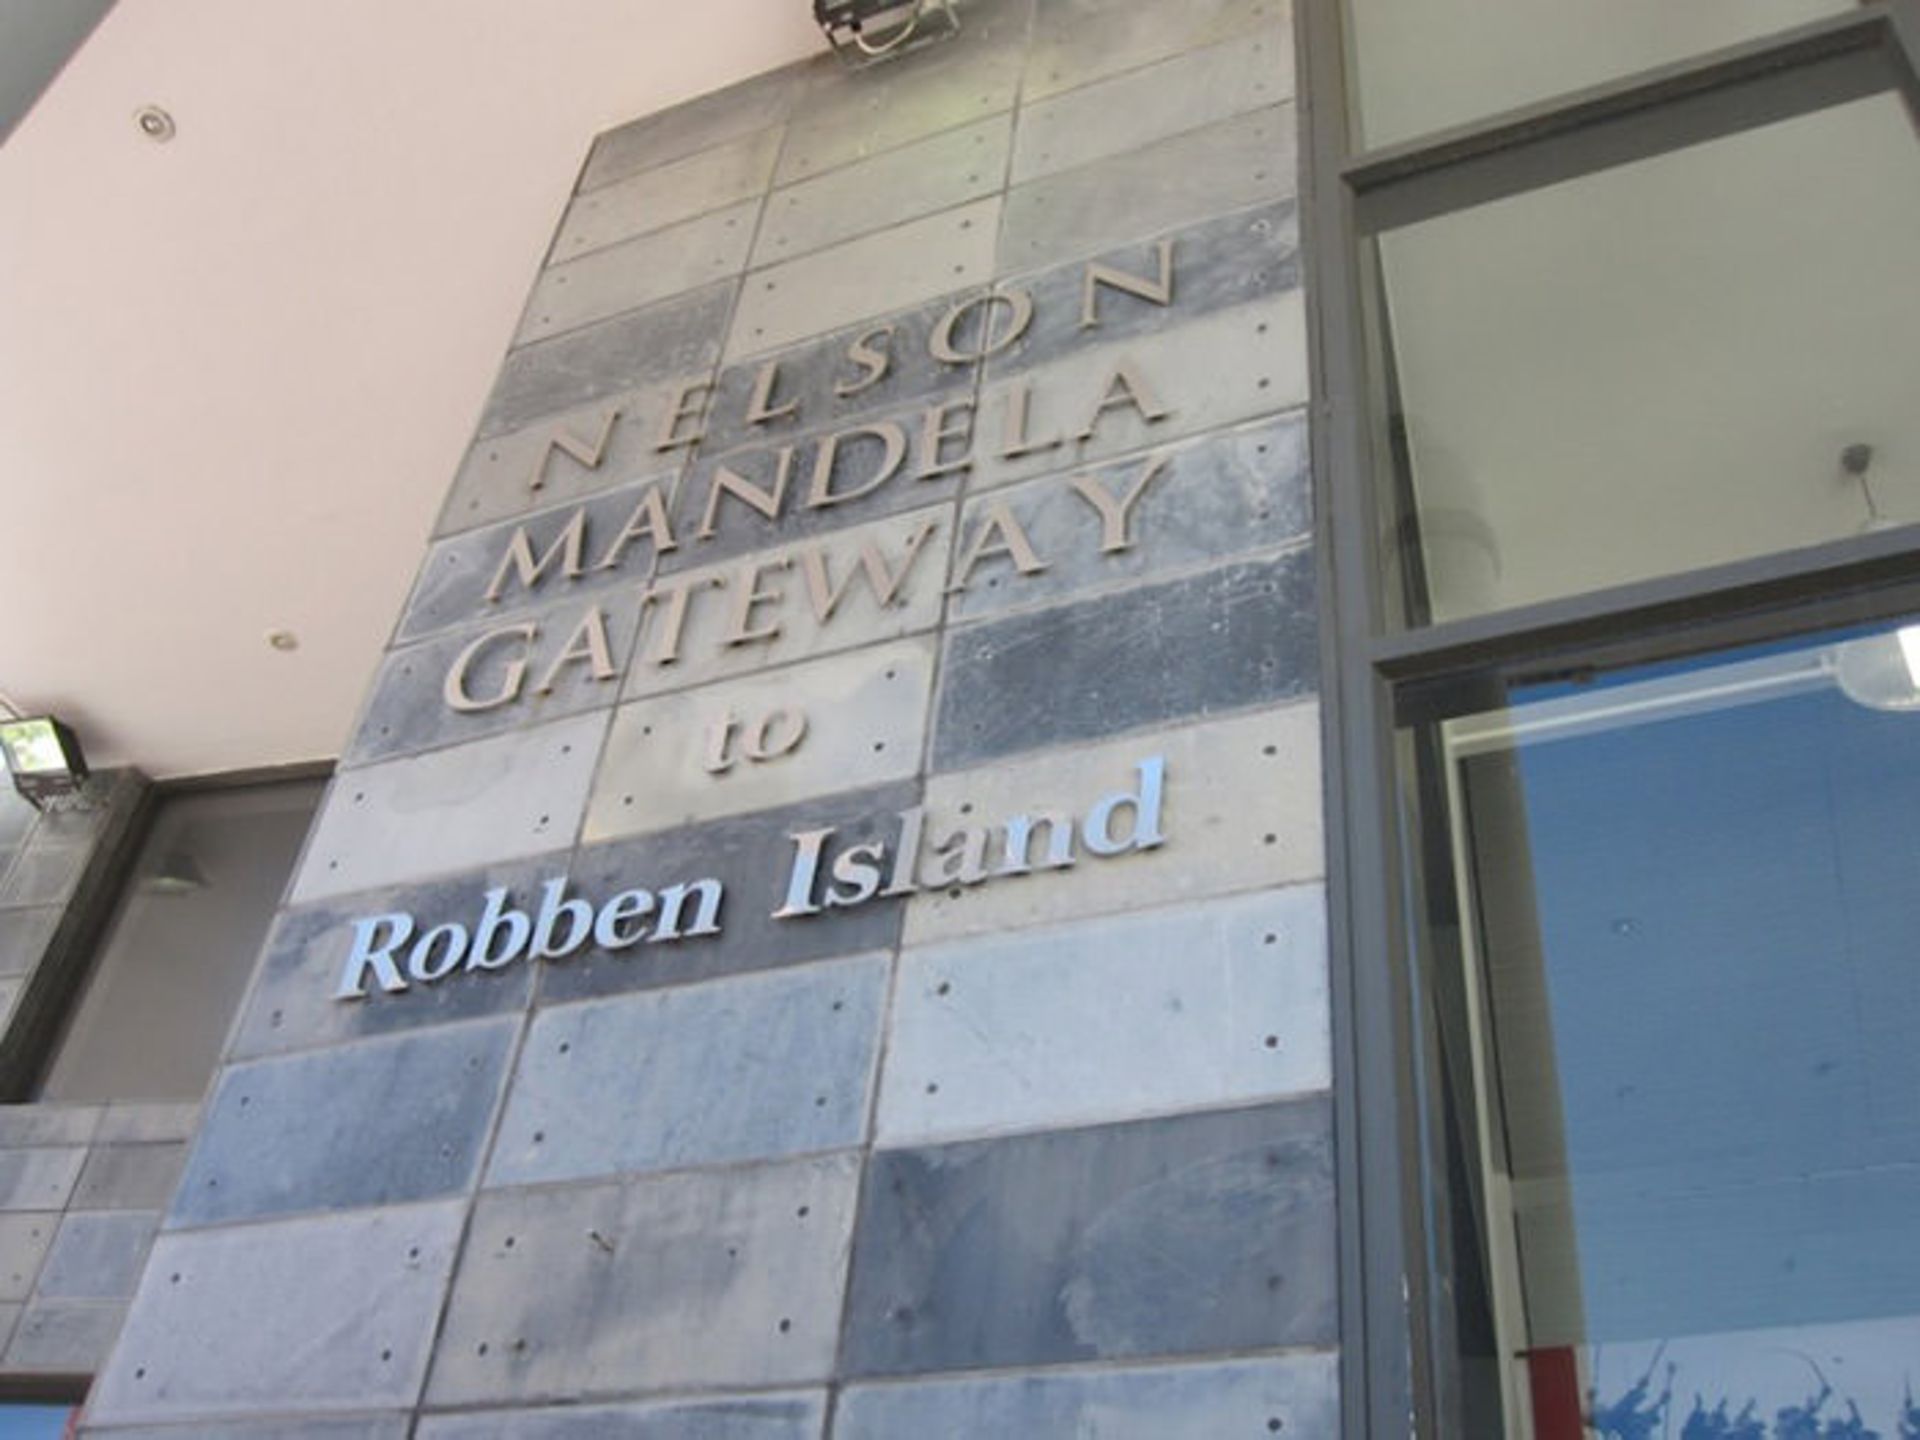 NELSON
MANDELA
GATEWAY
to
Robben Island